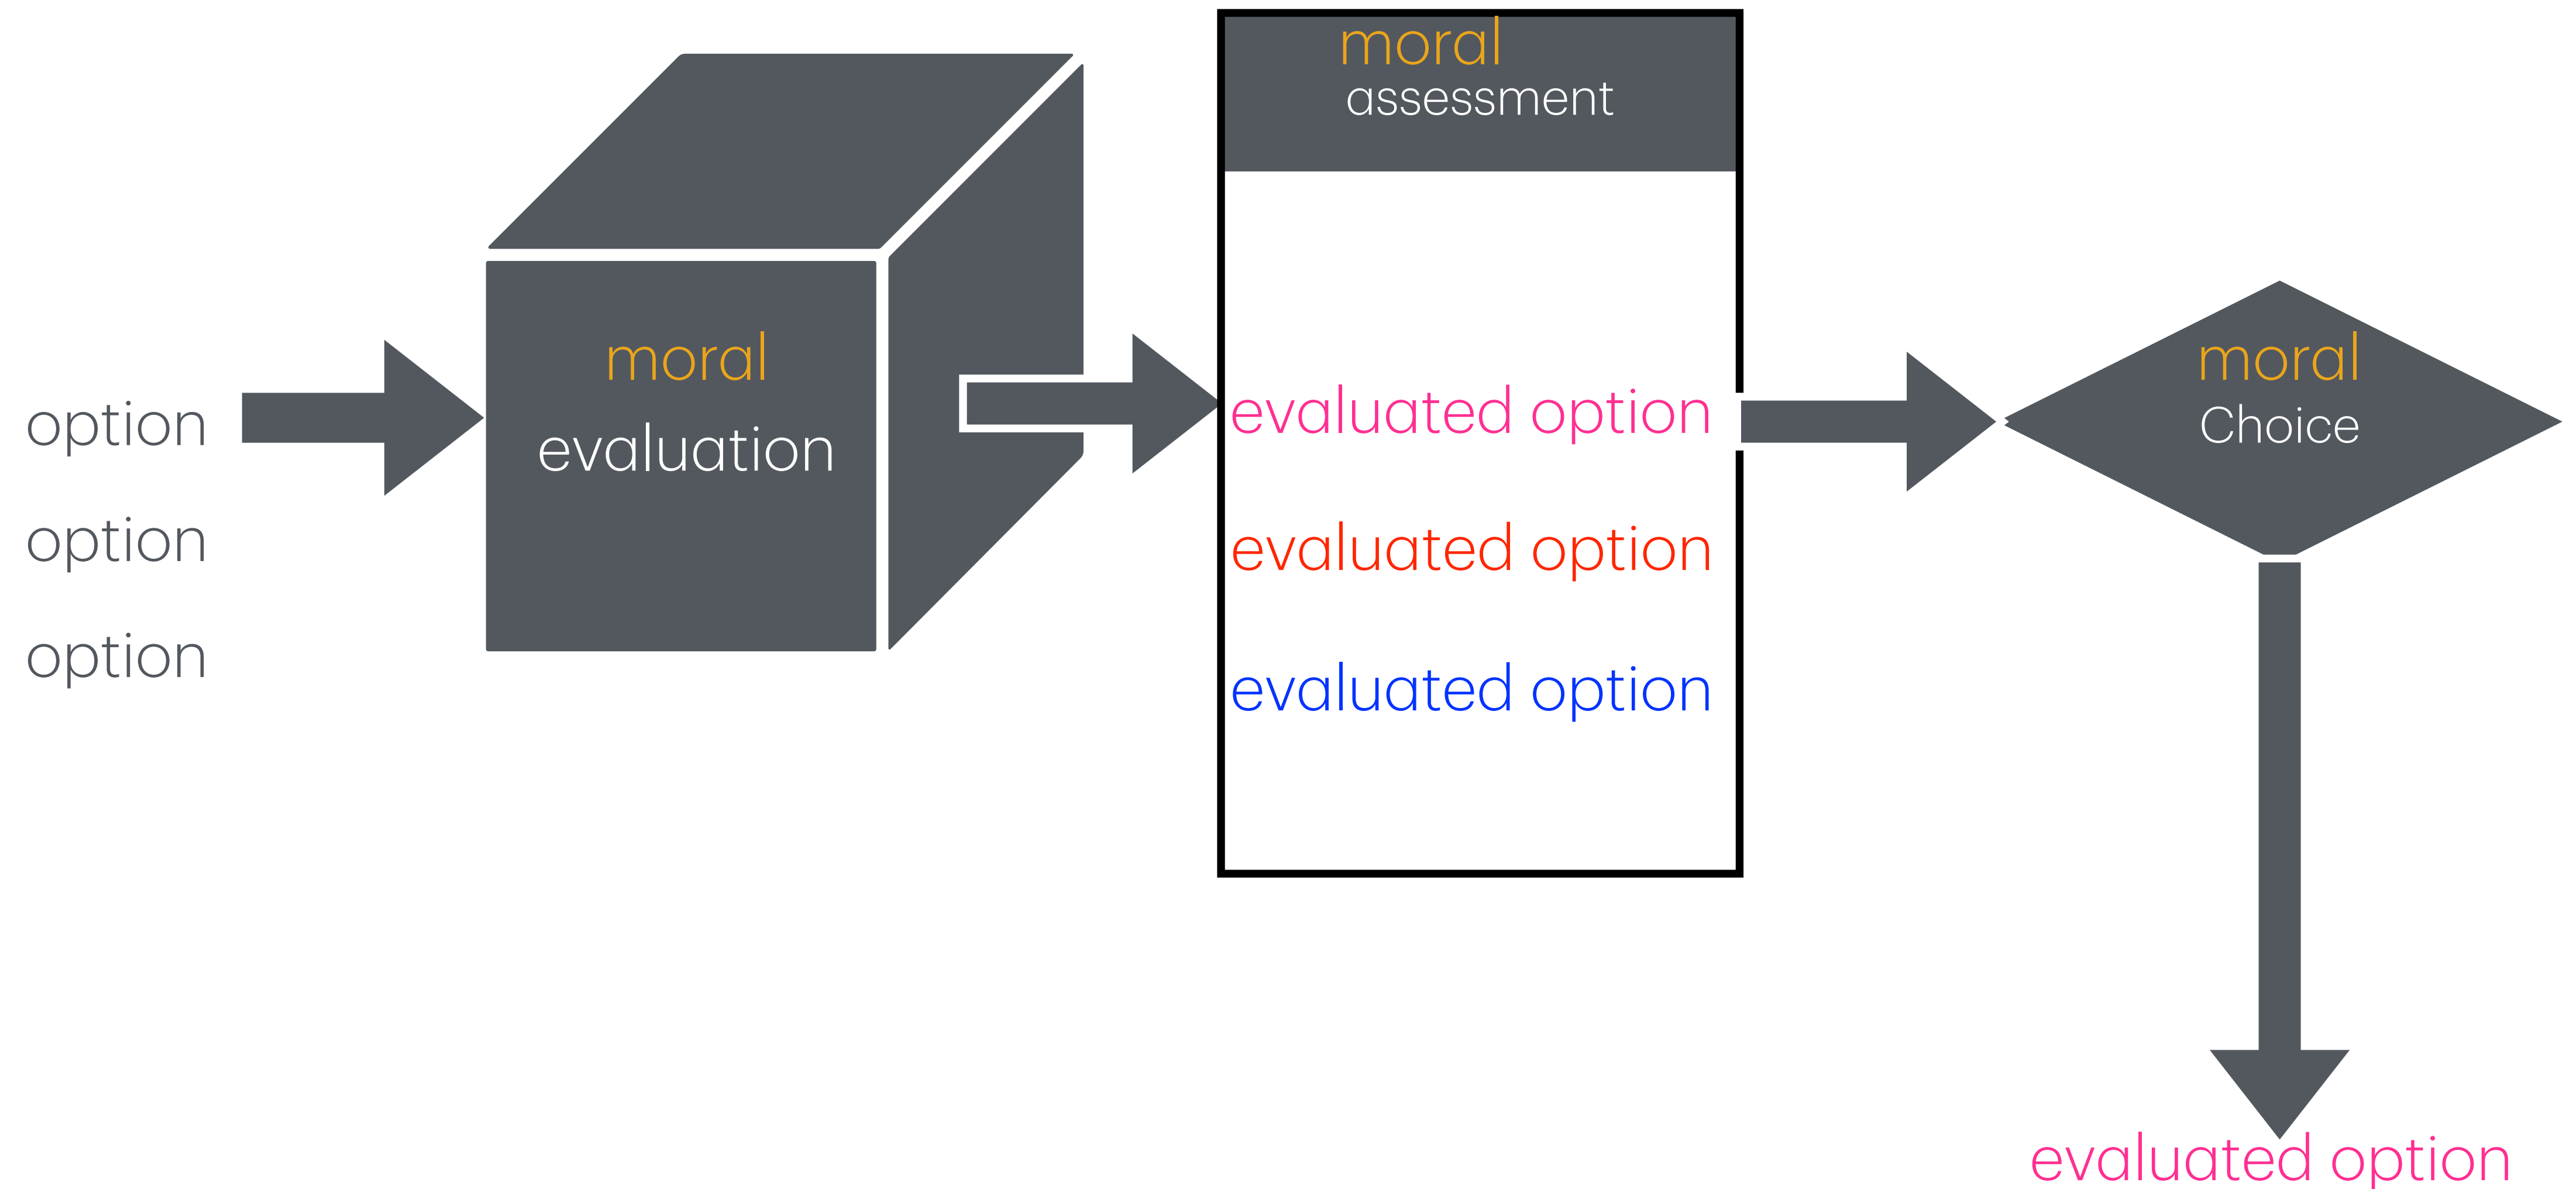 option
option
option
moral
evaluation
moral
assessment
evaluated option
evaluated option
evaluated option
moral
Choice
evaluated option